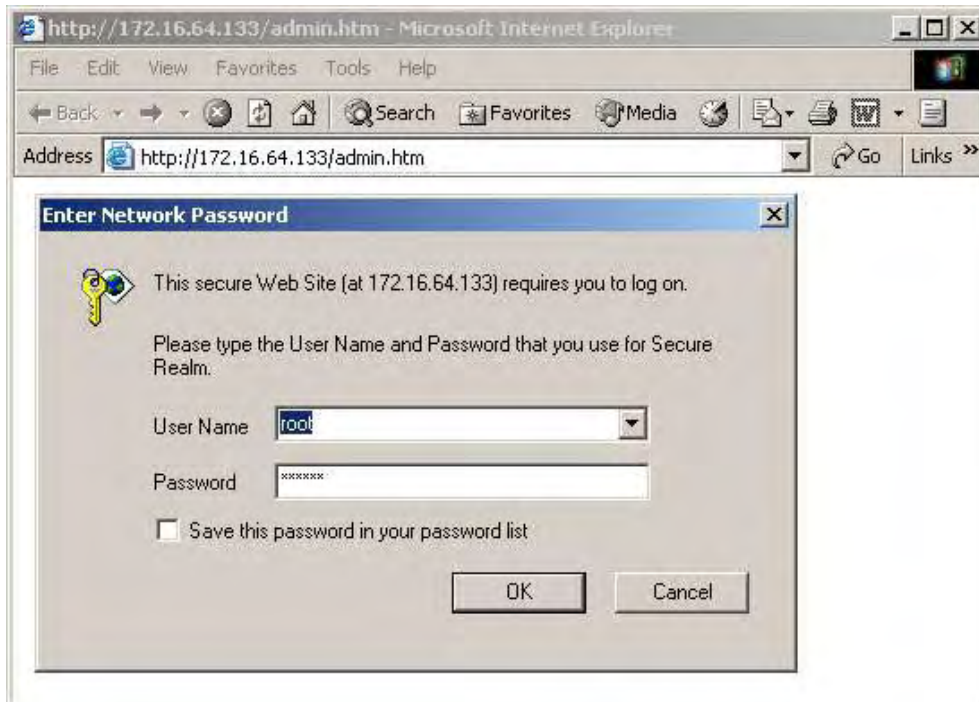 http://172.16.64.133/admin.htm - Microsoft Internet Explorer
File Edit View Favorites Tools Help
Back Search Favorites Media Go Links »
Address http://172.16.64.133/admin.htm
Enter Network Password
This secure Web Site (at 172.16.64.133) requires you to log on.
Please type the User Name and Password that you use for Secure
Realm.
User Name root
Password ××××××
Save this password in your password list
OK Cancel